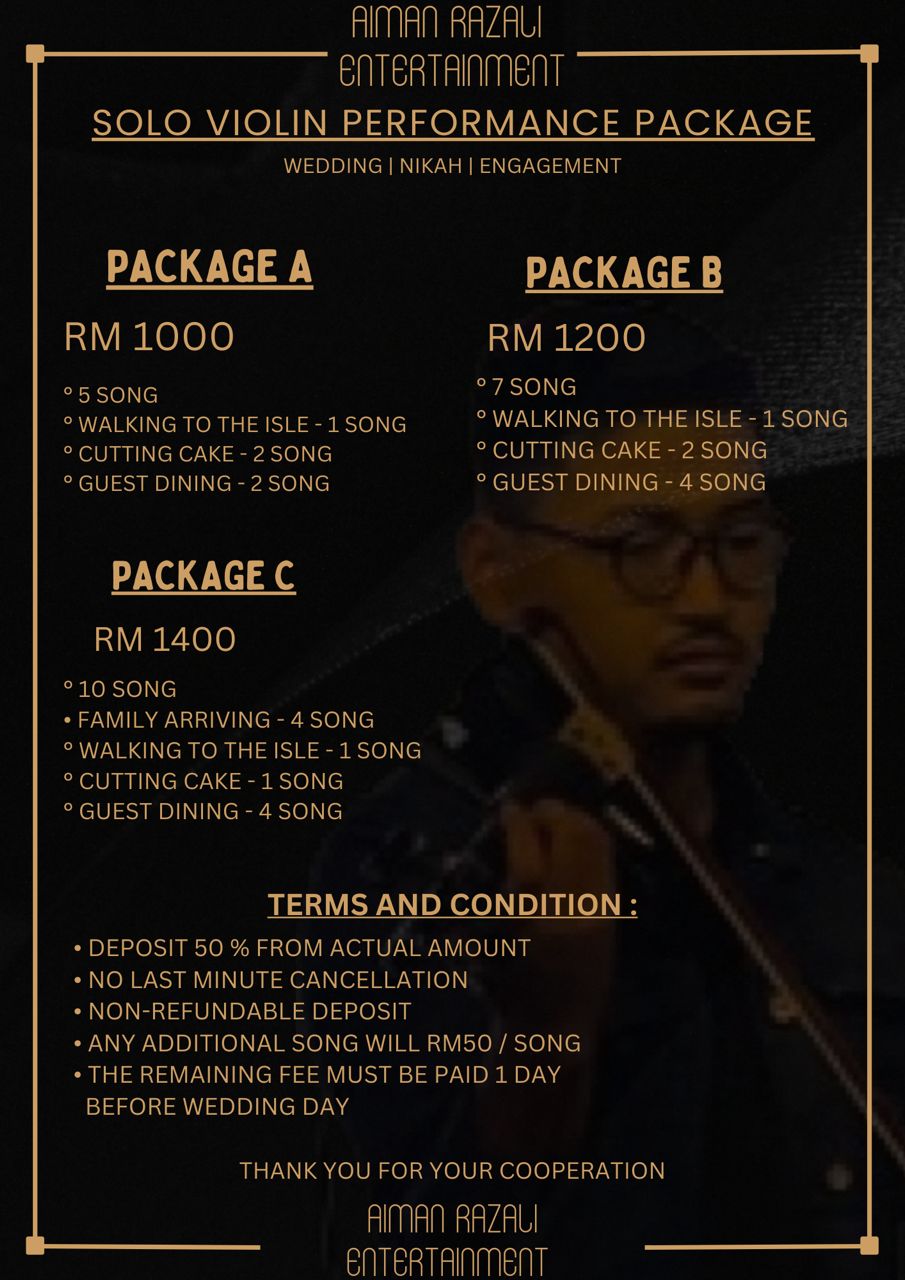 AIMAN RAZALI
ENTERTAINMENT
SOLO VIOLIN PERFORMANCE PACKAGE
WEDDING | NIKAH | ENGAGEMENT
PACKAGE A
RM 1000
° 5 SONG
° WALKING TO THE ISLE - 1 SONG
° CUTTING CAKE - 2 SONG
° GUEST DINING - 2 SONG
PACKAGE B
RM 1200
° 7 SONG
° WALKING TO THE ISLE - 1 SONG
° CUTTING CAKE - 2 SONG
° GUEST DINING - 4 SONG
PACKAGE C
RM 1400
° 10 SONG
• FAMILY ARRIVING - 4 SONG
° WALKING TO THE ISLE - 1 SONG
° CUTTING CAKE - 1 SONG
° GUEST DINING - 4 SONG
TERMS AND CONDITION :
• DEPOSIT 50 % FROM ACTUAL AMOUNT
• NO LAST MINUTE CANCELLATION
• NON-REFUNDABLE DEPOSIT
• ANY ADDITIONAL SONG WILL RM50 / SONG
• THE REMAINING FEE MUST BE PAID 1 DAY
BEFORE WEDDING DAY
THANK YOU FOR YOUR COOPERATION
AIMAN RAZALI
ENTERTAINMENT